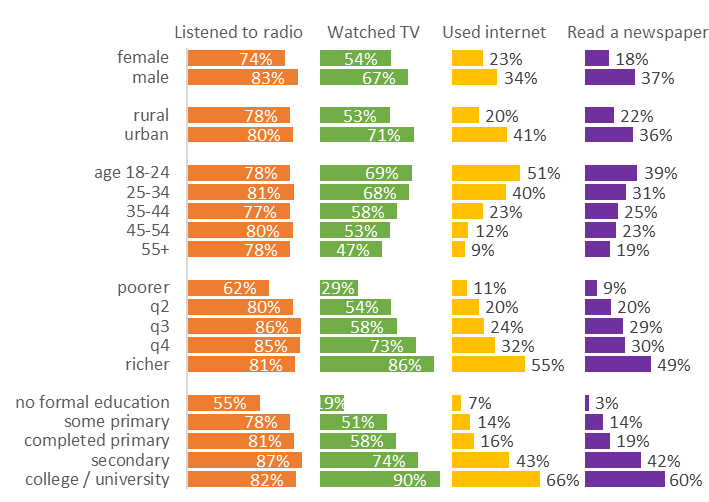 Listened to radio Watched TV Used internet Read a newspaper
female 74% 54% 23% 18%
male 83% 67% 34% 37%
rural 78% 53% 20% 22%
urban 80% 71% 41% 36%
age 18-24 78% 69% 51% 39%
25-34 81% 68% 40% 31%
35-44 77% 58% 23% 25%
45-54 80% 53% 12% 23%
55+ 78% 47% 9% 19%
poorer 62% 29% 11% 9%
q2 80% 54% 20% 20%
q3 86% 58% 24% 29%
q4 85% 73% 32% 30%
richer 81% 86% 55% 49%
no formal education 55% 7% 3%
some primary 78% 51% 14% 14%
completed primary 81% 58% 16% 19%
secondary 87% 74% 43% 42%
college / university 82% 90% 66% 60%